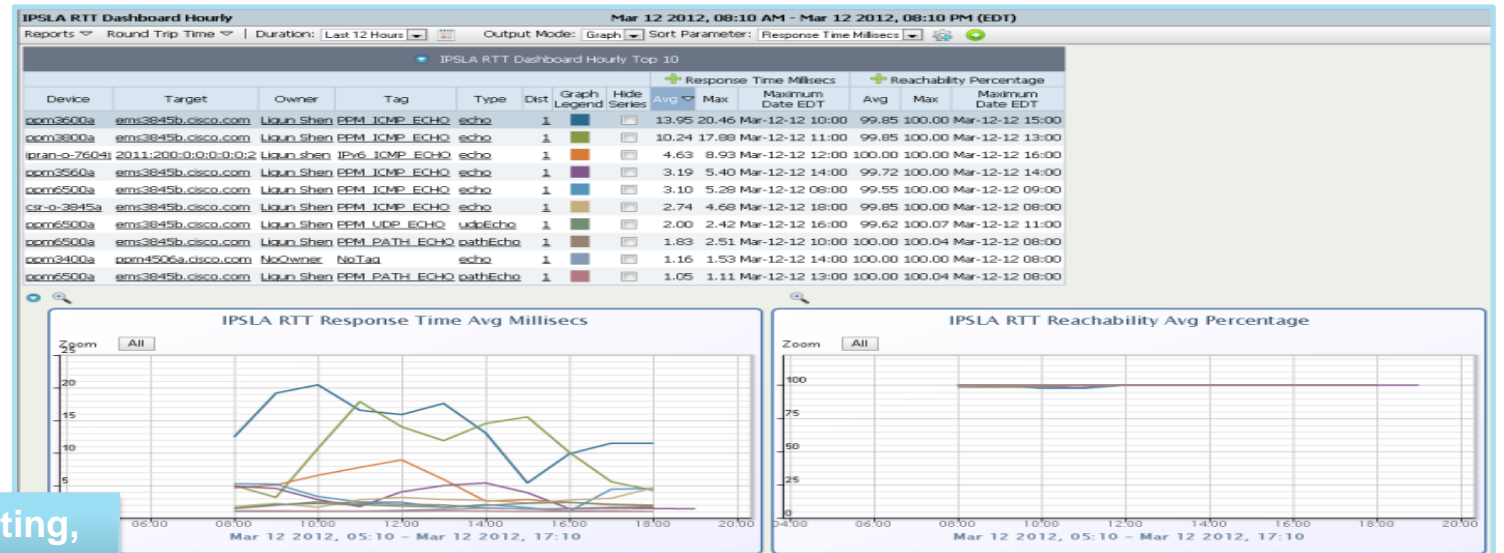 IPSLA RTT Dashboard Hourly Mar 12 2012, 08:10 AM - Mar 12 2012, 08:10 PM (EDT)
Reports Round Trip Time | Duration: Last 12 Hours Output Mode: Graph Sort Parameter: Response Time Millisecs
IPSLA RTT Dashboard Hourly Top 10
Response Time Millisecs Reachability Percentage
Device Target Owner Tag Type Dist Graph Legend Hide Series Avg Max Maximum Date EDT Avg Max Maximum Date EDT
ppm3600a ems3845b.cisco.com Liqun Shen PPM_ICMP_ECHO echo 1 13.95 20.46 Mar-12-12 10:00 99.85 100.00 Mar-12-12 15:00
ppm3800a ems3845b.cisco.com Liqun Shen PPM_ICMP_ECHO echo 1 10.24 17.88 Mar-12-12 11:00 99.85 100.00 Mar-12-12 13:00
ipran-o-7604j 2011:200:0:0:0:0:0:2 Liqun shen IPv6_ICMP_ECHO echo 1 4.63 8.93 Mar-12-12 12:00 100.00 100.00 Mar-12-12 16:00
ppm3560a ems3845b.cisco.com Liqun Shen PPM_ICMP_ECHO echo 1 3.19 5.40 Mar-12-12 14:00 99.72 100.00 Mar-12-12 14:00
ppm6500a ems3845b.cisco.com Liqun Shen PPM_ICMP_ECHO echo 1 3.10 5.28 Mar-12-12 08:00 99.55 100.00 Mar-12-12 09:00
csr-o-3845a ems3845b.cisco.com Liqun Shen PPM_ICMP_ECHO echo 1 2.74 4.68 Mar-12-12 18:00 99.85 100.00 Mar-12-12 08:00
ppm6500a ems3845b.cisco.com Liqun Shen PPM_UDP_ECHO udpEcho 1 2.00 2.42 Mar-12-12 16:00 99.62 100.07 Mar-12-12 11:00
ppm6500a ems3845b.cisco.com Liqun Shen PPM_PATH_ECHO pathEcho 1 1.83 2.51 Mar-12-12 10:00 100.00 100.04 Mar-12-12 08:00
ppm3400a ppm4506a.cisco.com NoOwner NoTag echo 1 1.16 1.53 Mar-12-12 14:00 100.00 100.00 Mar-12-12 08:00
ppm6500a ems3845b.cisco.com Liqun Shen PPM_PATH_ECHO pathEcho 1 1.05 1.11 Mar-12-12 13:00 100.00 100.04 Mar-12-12 08:00
IPSLA RTT Response Time Avg Millisecs
Zoom All
25
20
15
10
5
06:00 08:00 10:00 12:00 14:00 16:00 18:00 20:00
Mar 12 2012, 05:10 - Mar 12 2012, 17:10
IPSLA RTT Reachability Avg Percentage
Zoom All
100
75
50
25
0
04:00 06:00 08:00 10:00 12:00 14:00 16:00 18:00 20:00
Mar 12 2012, 05:10 - Mar 12 2012, 17:10
ting,